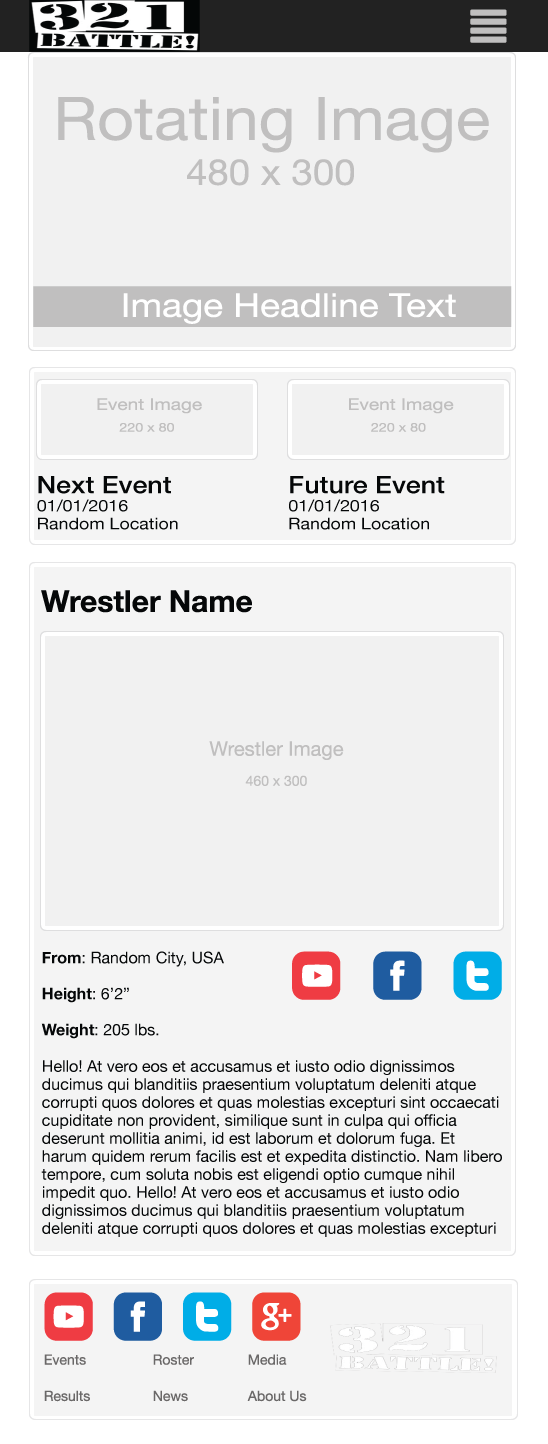 321
BATTLE!
Rotating Image
480 x 300
Image Headline Text
Event Image
220 x 80
Event Image
220 x 80
Next Event
01/01/2016
Random Location
Future Event
01/01/2016
Random Location
Wrestler Name
Wrestler Image
460 x 300
From: Random City, USA
Height: 6’2”
Weight: 205 lbs.
Hello! At vero eos et accusamus et iusto odio dignissimos
ducimus qui blanditiis praesentium voluptatum deleniti atque
corrupti quos dolores et quas molestias excepturi sint occaecati
cupiditate non provident, similique sunt in culpa qui officia
deserunt mollitia animi, id est laborum et dolorum fuga. Et
harum quidem rerum facilis est et expedita distinctio. Nam libero
tempore, cum soluta nobis est eligendi optio cumque nihil
impedit quo. Hello! At vero eos et accusamus et iusto odio
dignissimos ducimus qui blanditiis praesentium voluptatum
deleniti atque corrupti quos dolores et quas molestias excepturi
f
t
f
t
g+
Events
Roster
Media
Results
News
About Us
321
BATTLE!